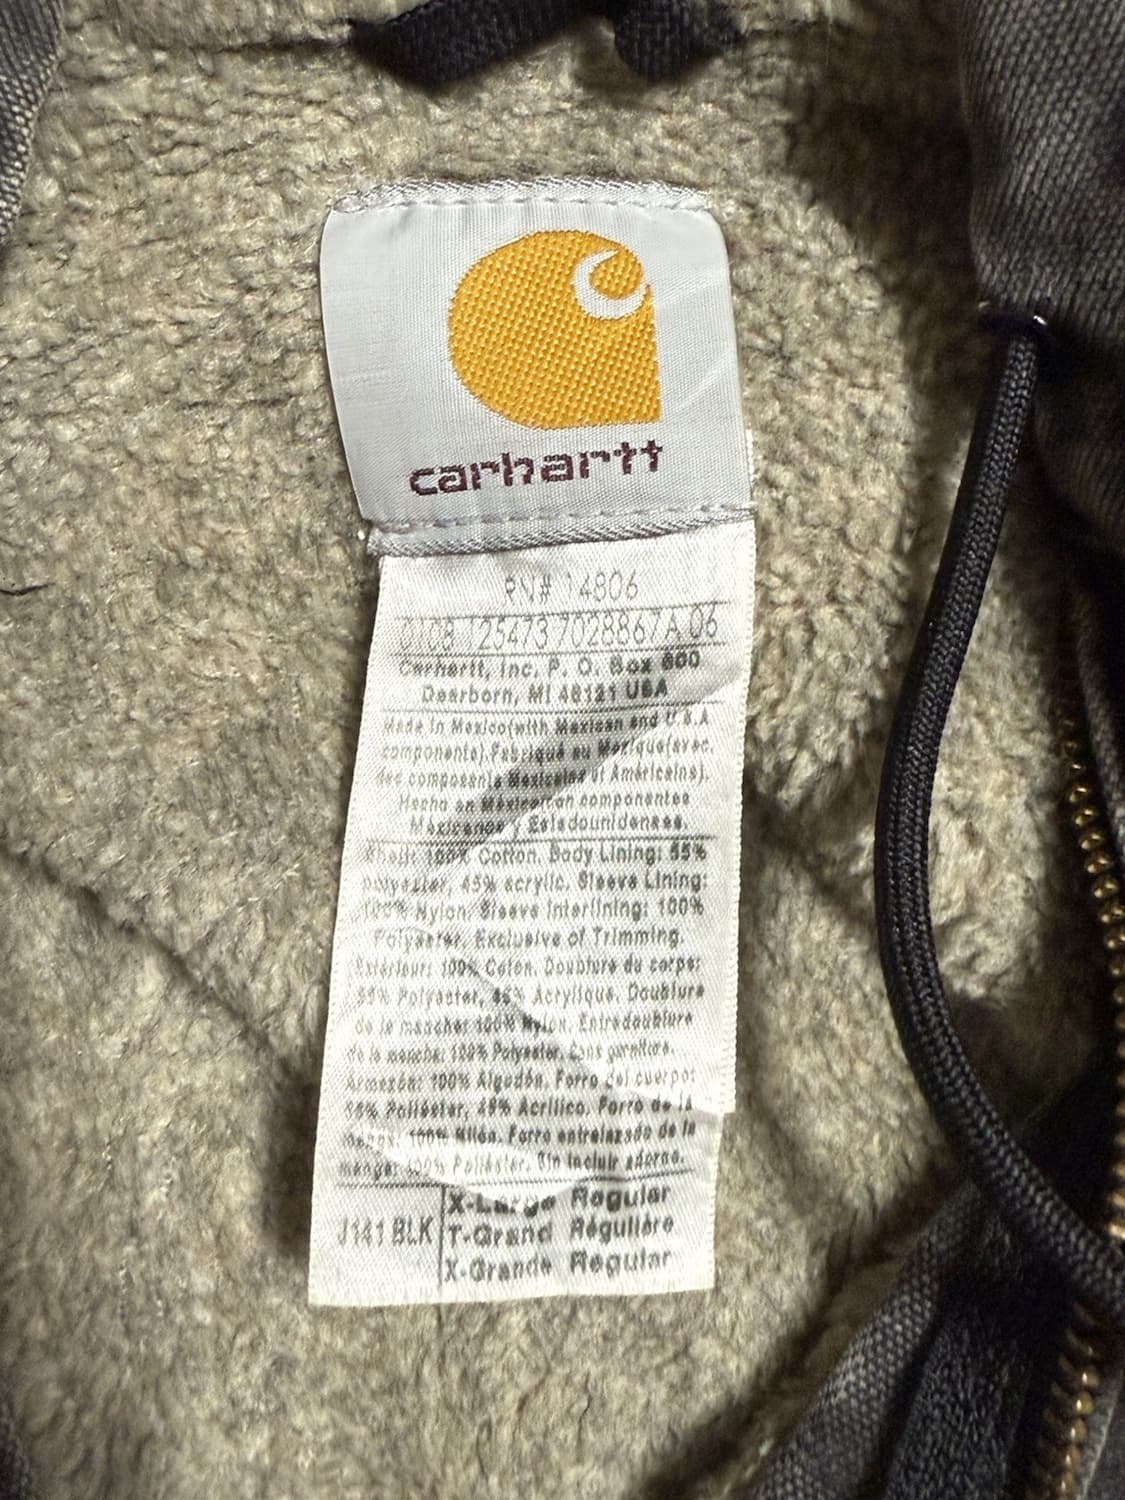 carhartt
RN# 14806
0108 125473 7028867A 06
Carhartt, Inc. P. O. Box 600
Dearborn, MI 48121 USA
Made in Mexico(with Mexican and U.S.A
components).Fabriqué au Mexique(avec.
des composants Mexicains et Américains).
Hecho en México con componentes
Mexicanos y Estadounidenses.
Shell: 100% Cotton. Body Lining: 55%
polyester, 45% acrylic. Sleeve Lining:
100% Nylon. Sleeve Interlining: 100%
Polyester. Exclusive of Trimming.
Extérieur: 100% Coton. Doublure du corps:
55% Polyester, 45% Acrylique. Doublure
de la manche: 100% Nylon. Entredoublure
de la manche: 100% Polyester. Sans garniture.
Armazón: 100% Algodón. Forro del cuerpo:
55% Poliéster, 45% Acrílico. Forro de la
manga: 100% Nilón. Forro entrelazado de la
manga: 100% Poliéster. Sin incluir adorno.
J141 BLK
X-Large Regular
T-Grand Régulière
X-Grande Regular